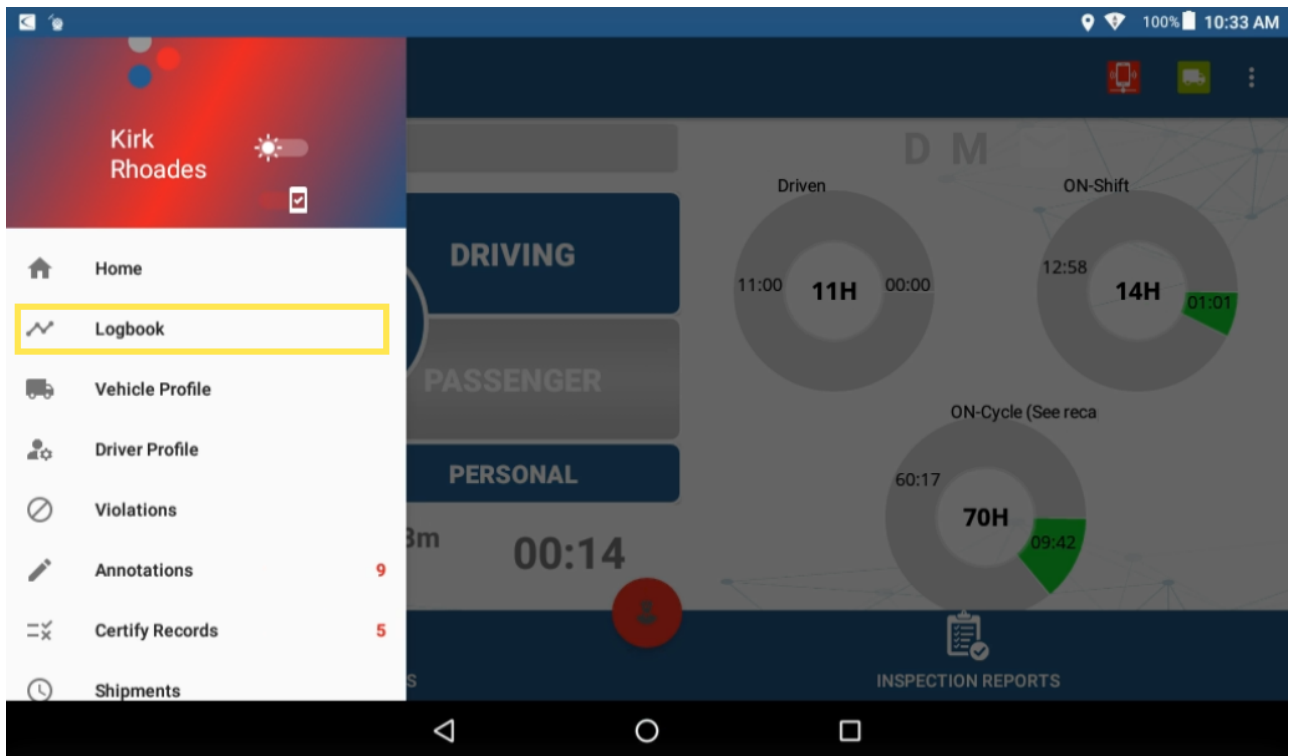 100% 10:33 AM
Kirk
Rhoades
Home
Logbook
Vehicle Profile
Driver Profile
Violations
Annotations 9
Certify Records 5
Shipments
DRIVING
PASSENGER
PERSONAL
3m 00:14
S
D M
Driven
11:00 11H 00:00
ON-Shift
12:58 14H 01:01
ON-Cycle (See reca
60:17 70H 09:42
INSPECTION REPORTS